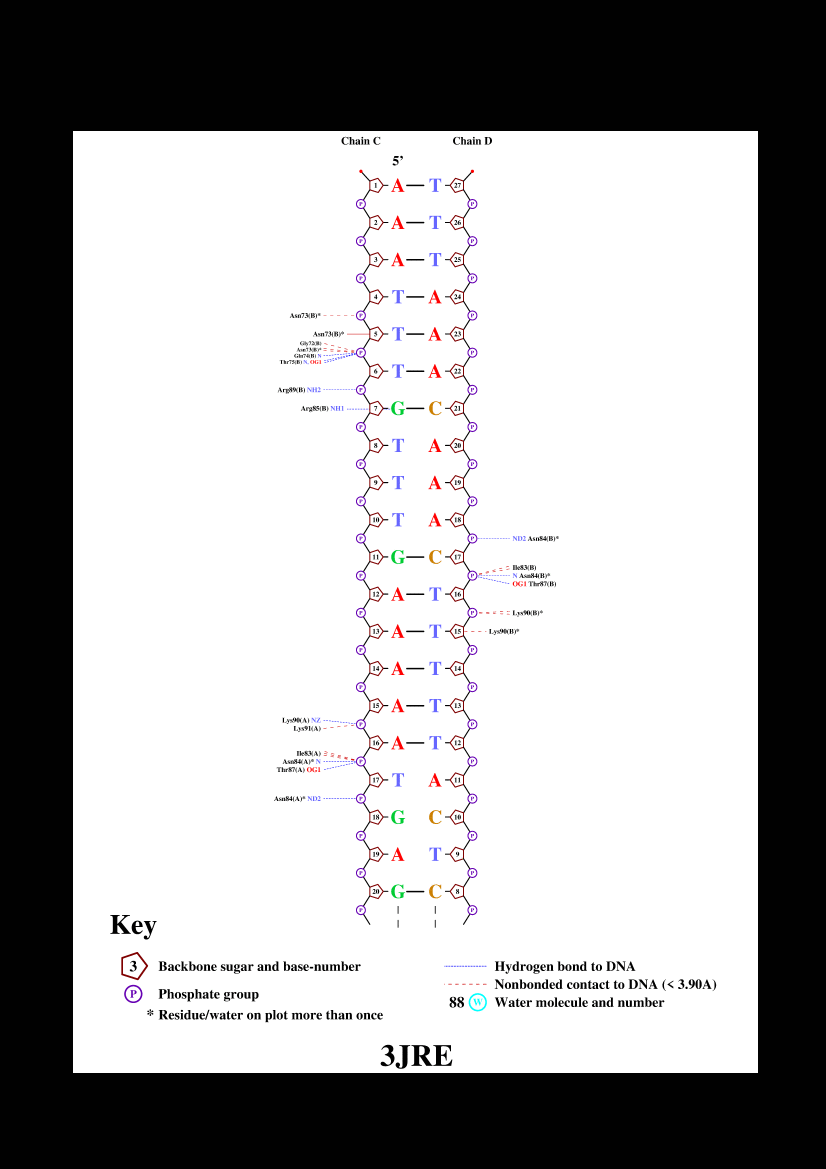 Chain C Chain D
5’
1 A T 27
P P
2 A T 26
P P
3 A T 25
P P
4 T A 24
Asn73(B)* P P
Asn73(B)* 5 T A 23
Gly72(B)
Asn73(B)*
Gln74(B) N P P
Thr75(B) N, OG1
6 T A 22
Arg89(B) NH2 P P
Arg85(B) NH1 7 G C 21
P P
8 T A 20
P P
9 T A 19
P P
10 T A 18
P P ND2 Asn84(B)*
11 G C 17
Ile83(B)
P P N Asn84(B)*
OG1 Thr87(B)
12 A T 16
P P Lys90(B)*
13 A T 15 Lys90(B)*
P P
14 A T 14
P P
15 A T 13
Lys90(A) NZ P P
Lys91(A)
16 A T 12
Ile83(A)
Asn84(A)* N P P
Thr87(A) OG1
17 T A 11
Asn84(A)* ND2 P P
18 G C 10
P P
19 A T 9
P P
20 G C 8
P P
Key
3 Backbone sugar and base-number
P Phosphate group
* Residue/water on plot more than once
Hydrogen bond to DNA
Nonbonded contact to DNA (< 3.90A)
88 W Water molecule and number
3JRE